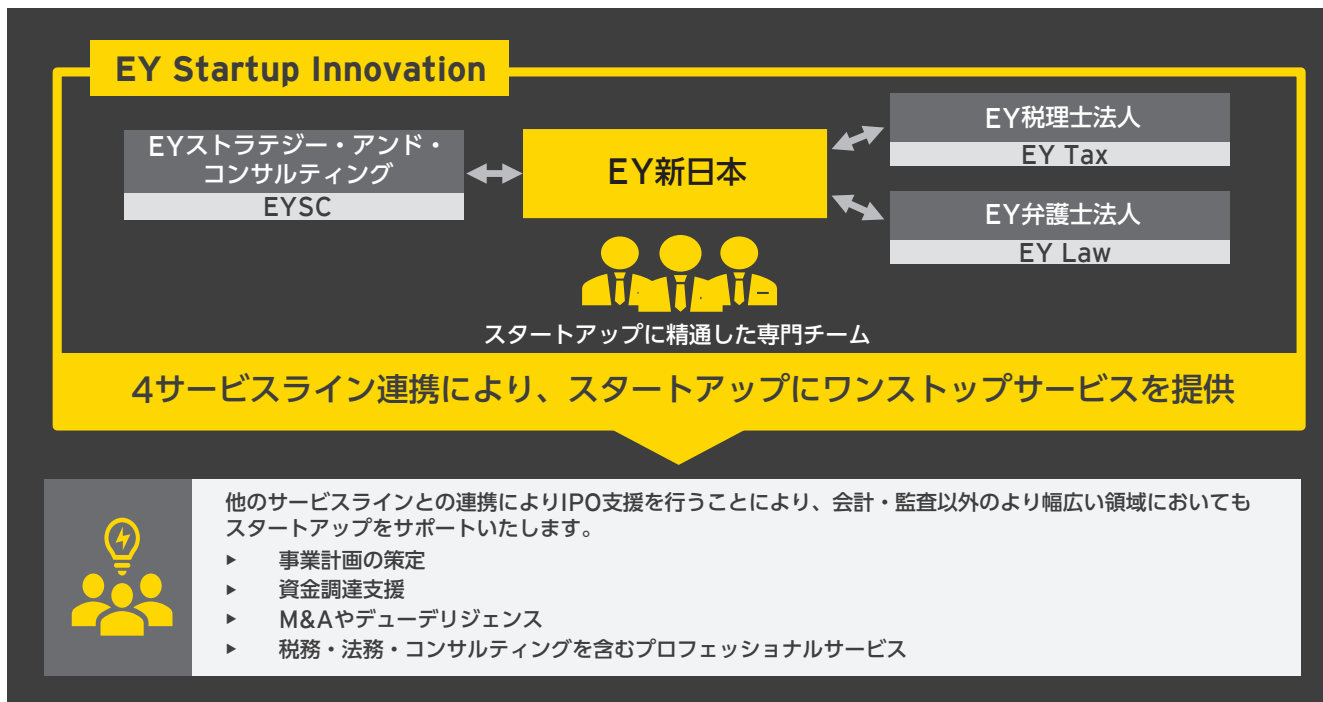 EY Startup Innovation
EYストラテジー・アンド・
コンサルティング
EYSC
EY新日本
EY税理士法人
EY Tax
EY弁護士法人
EY Law
スタートアップに精通した専門チーム
4サービスライン連携により、スタートアップにワンストップサービスを提供
他のサービスラインとの連携によりIPO支援を行うことにより、会計・監査以外のより幅広い領域においても
スタートアップをサポートいたします。
▶ 事業計画の策定
▶ 資金調達支援
▶ M&Aやデューデリジェンス
▶ 税務・法務・コンサルティングを含むプロフェッショナルサービス